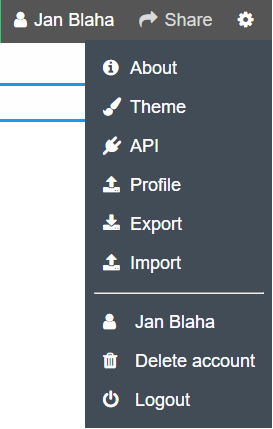 Jan Blaha Share
About
Theme
API
Profile
Export
Import
Jan Blaha
Delete account
Logout